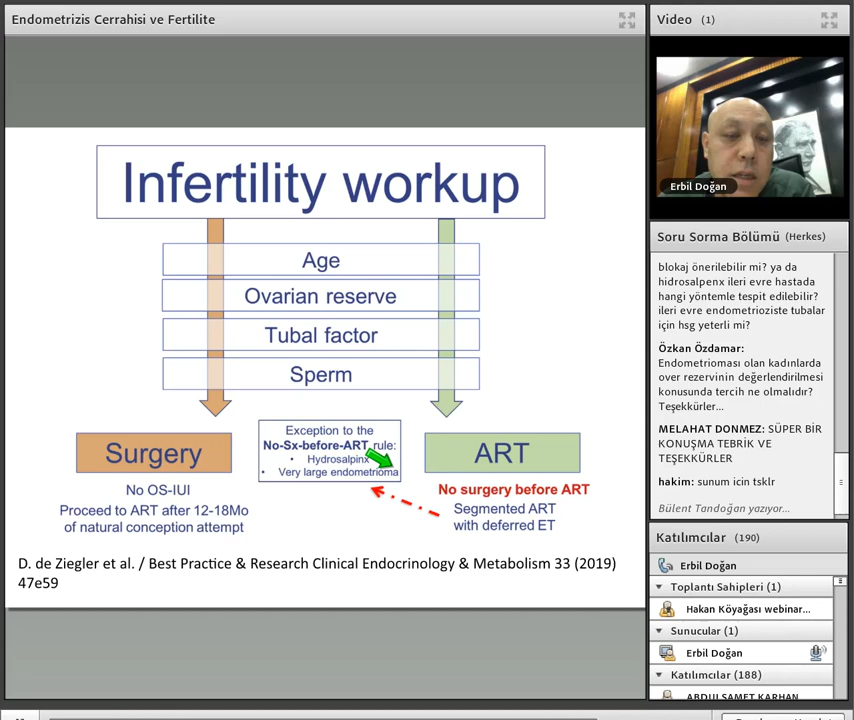 Endometrizis Cerrahisi ve Fertilite
Infertility workup
Age
Ovarian reserve
Tubal factor
Sperm
Surgery
Exception to the
No-Sx-before-ART rule:
• Hydrosalpinx
• Very large endometrioma
ART
No OS-IUI
Proceed to ART after 12-18Mo
of natural conception attempt
No surgery before ART
Segmented ART
with deferred ET
D. de Ziegler et al. / Best Practice & Research Clinical Endocrinology & Metabolism 33 (2019)
47e59
Video (1)
Erbil Doğan
Soru Sorma Bölümü (Herkes)
blokaj önerilebilir mi? ya da
hidrosalpenx ileri evre hastada
hangi yöntemle tespit edilebilir?
ileri evre endometrioziste tubalar
için hsg yeterli mi?
Özkan Özdamar:
Endometrioması olan kadınlarda
over rezervinin değerlendirilmesi
konusunda tercih ne olmalıdır?
Teşekkürler...
MELAHAT DONMEZ: SÜPER BİR
KONUŞMA TEBRİK VE
TEŞEKKÜRLER
hakim: sunum icin tsklr
Bülent Tandoğan yazıyor...
Katılımcılar (190)
Erbil Doğan
Toplantı Sahipleri (1)
Hakan Köyağası webinar...
Sunucular (1)
Erbil Doğan
Katılımcılar (188)
ABDULSAMET KARHAN